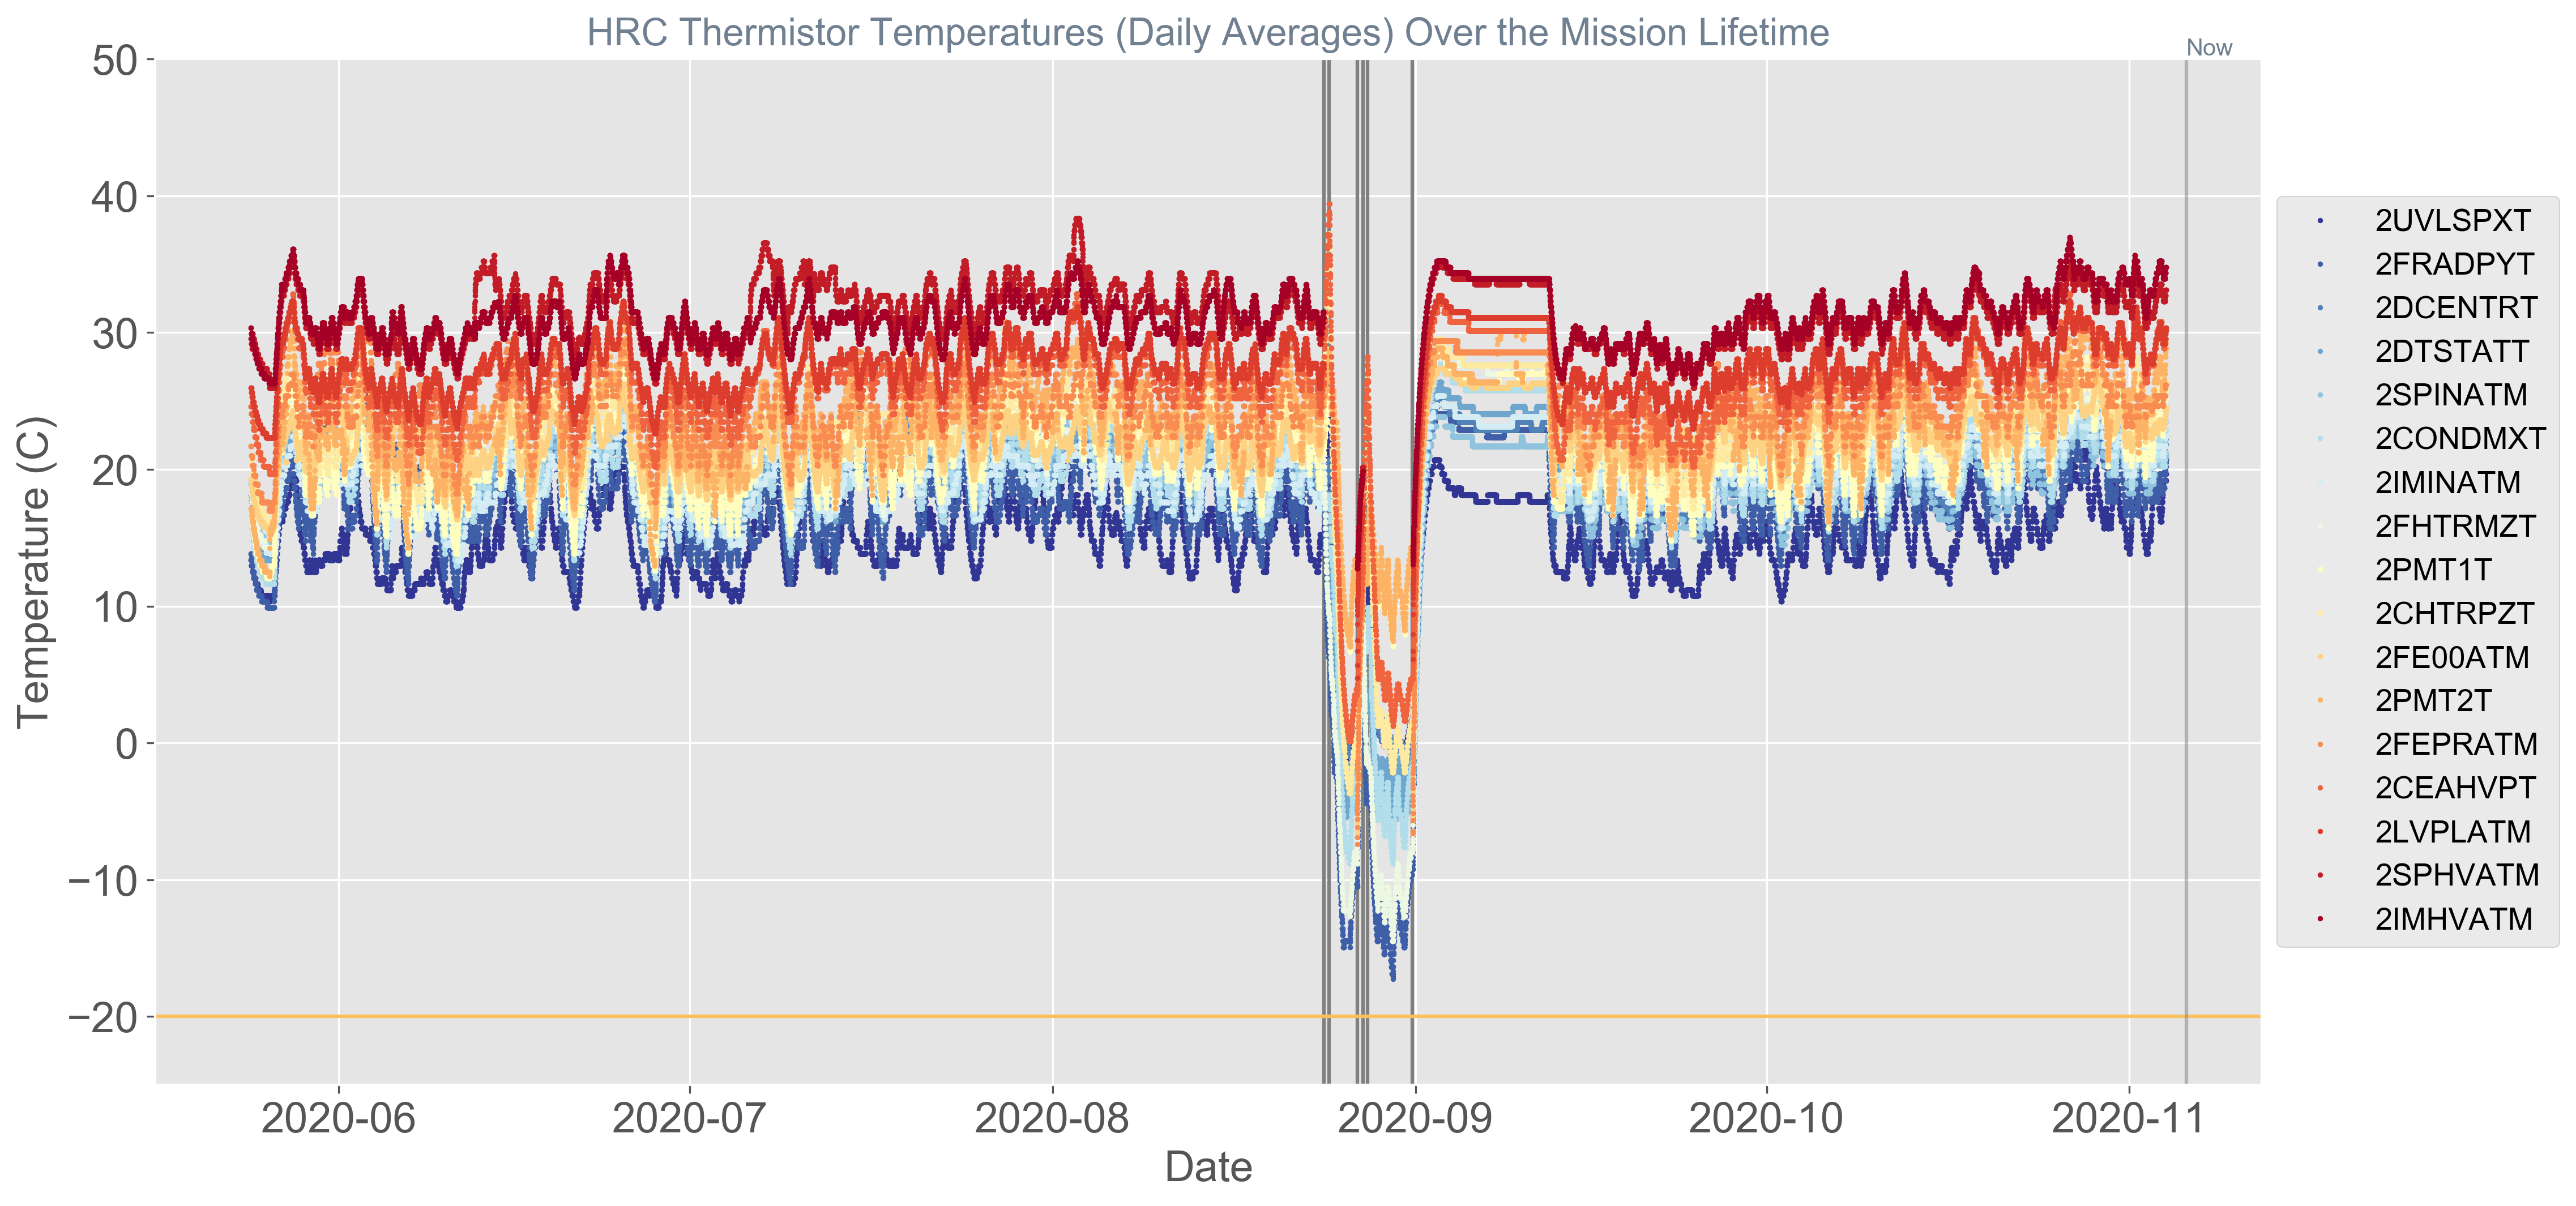 HRC Thermistor Temperatures (Daily Averages) Over the Mission Lifetime
Now
50
40
30
20
10
0
−10
−20
Temperature (C)
2020-06
2020-07
2020-08
2020-09
2020-10
2020-11
Date
2UVLSPXT
2FRADPYT
2DCENTRT
2DTSTATT
2SPINATM
2CONDMXT
2IMINATM
2FHTRMZT
2PMT1T
2CHTRPZT
2FE00ATM
2PMT2T
2FEPRATM
2CEAHVPT
2LVPLATM
2SPHVATM
2IMHVATM